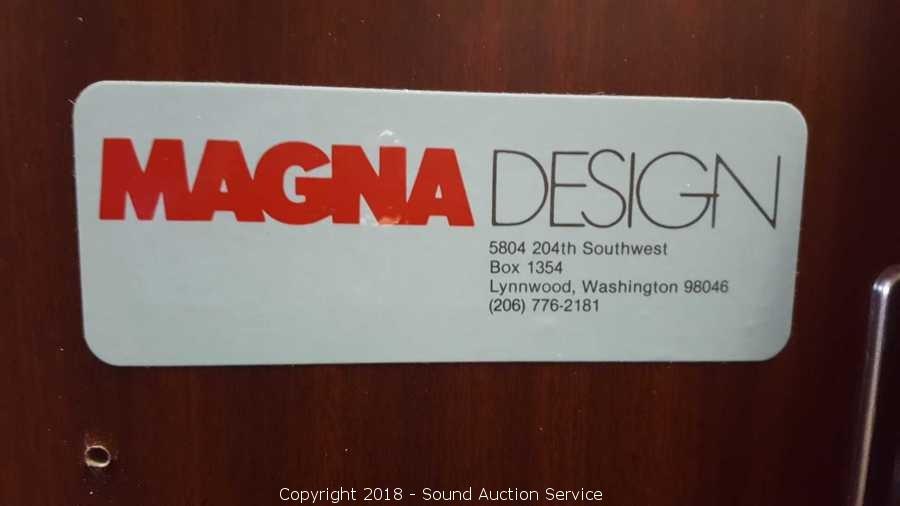 MAGNA DESIGN
5804 204th Southwest
Box 1354
Lynnwood, Washington 98046
(206) 776-2181
Copyright 2018 - Sound Auction Service